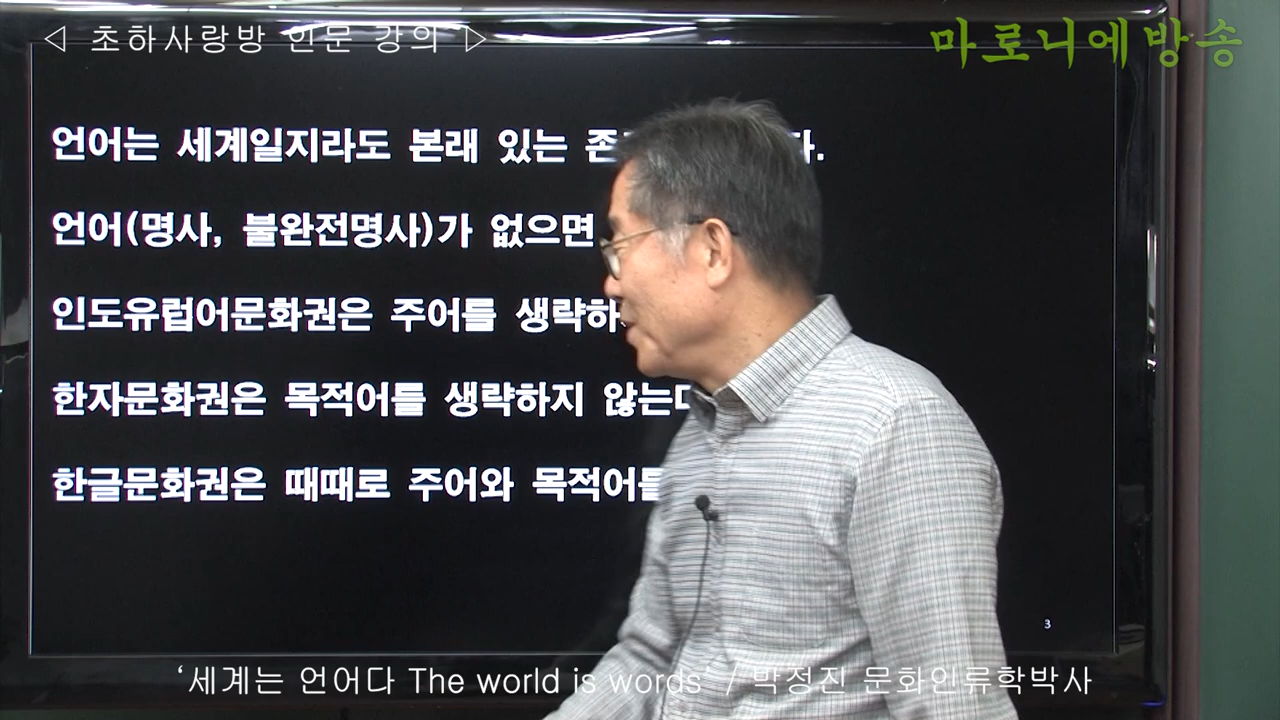 ◁ 초하사랑방 인문 강의 ▷
마로니에방송
언어는 세계일지라도 본래 있는
언어(명사, 불완전명사)가 없으면
인도유럽어문화권은 주어를
한자문화권은 목적어를 생략하지 않는다
한글문화권은 때때로 주어와 목적어를
3
‘세계는 언어다 The world is words‘ / 박정진 문화인류학박사